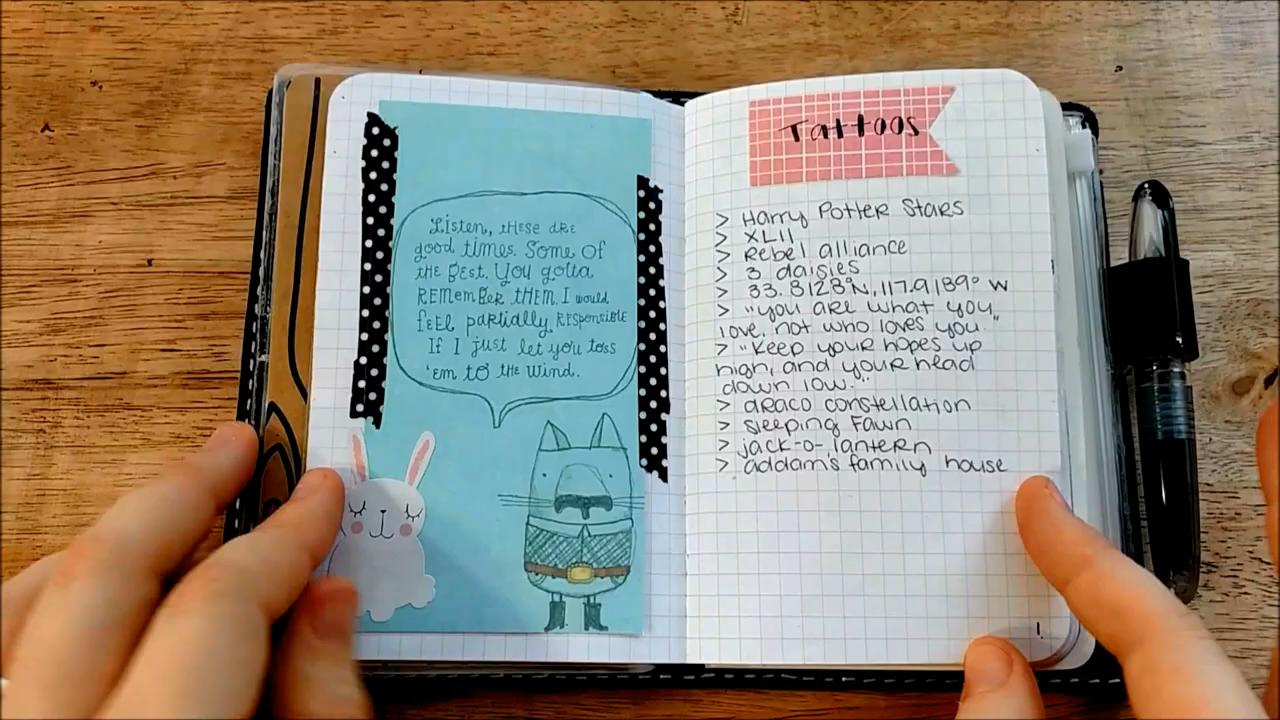 Listen, these are
good times. Some of
the best. You gotta
Remember them. I would
feel partially responsible
If I just let you toss
'em to the wind.
Tattoos
> Harry Potter Stars
> XLII
> Rebel alliance
> 3 daisies
> 33.8128°N, 117.9189° W
> "you are what you
love, not who loves you."
> "Keep your hopes up
high, and your head
down low."
> draco constellation
> sleeping fawn
> jack-o-lantern
> addam's family house
1